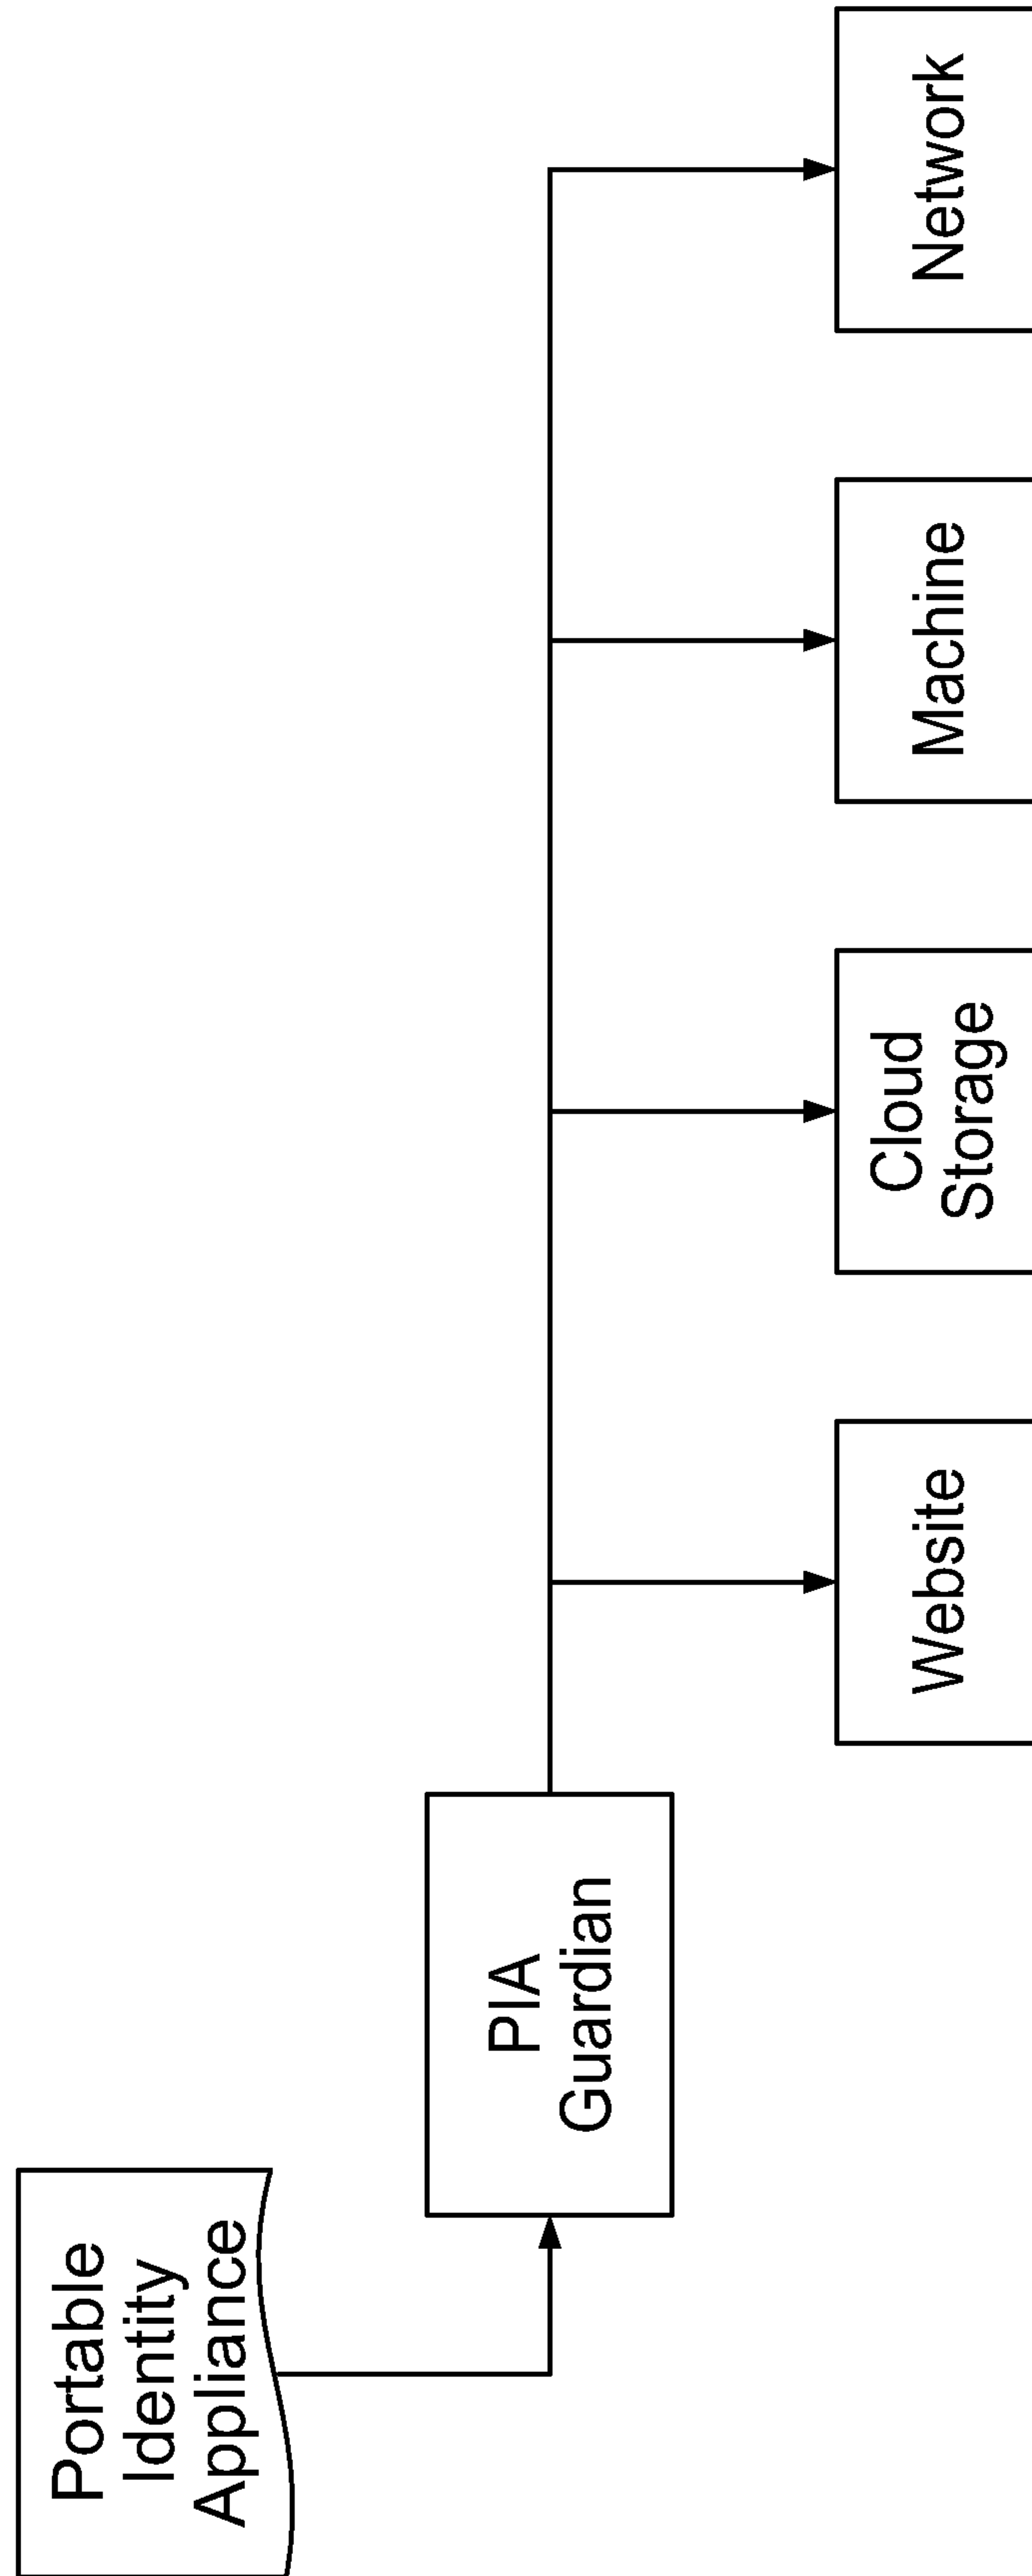 Portable
Identity
Appliance
PIA
Guardian
Website
Cloud
Storage
Machine
Network